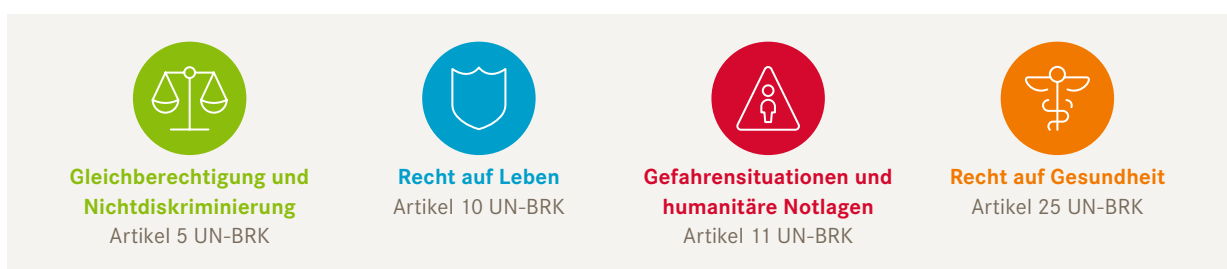 Gleichberechtigung und
Nichtdiskriminierung
Artikel 5 UN-BRK
Recht auf Leben
Artikel 10 UN-BRK
Gefahrensituationen und
humanitäre Notlagen
Artikel 11 UN-BRK
Recht auf Gesundheit
Artikel 25 UN-BRK